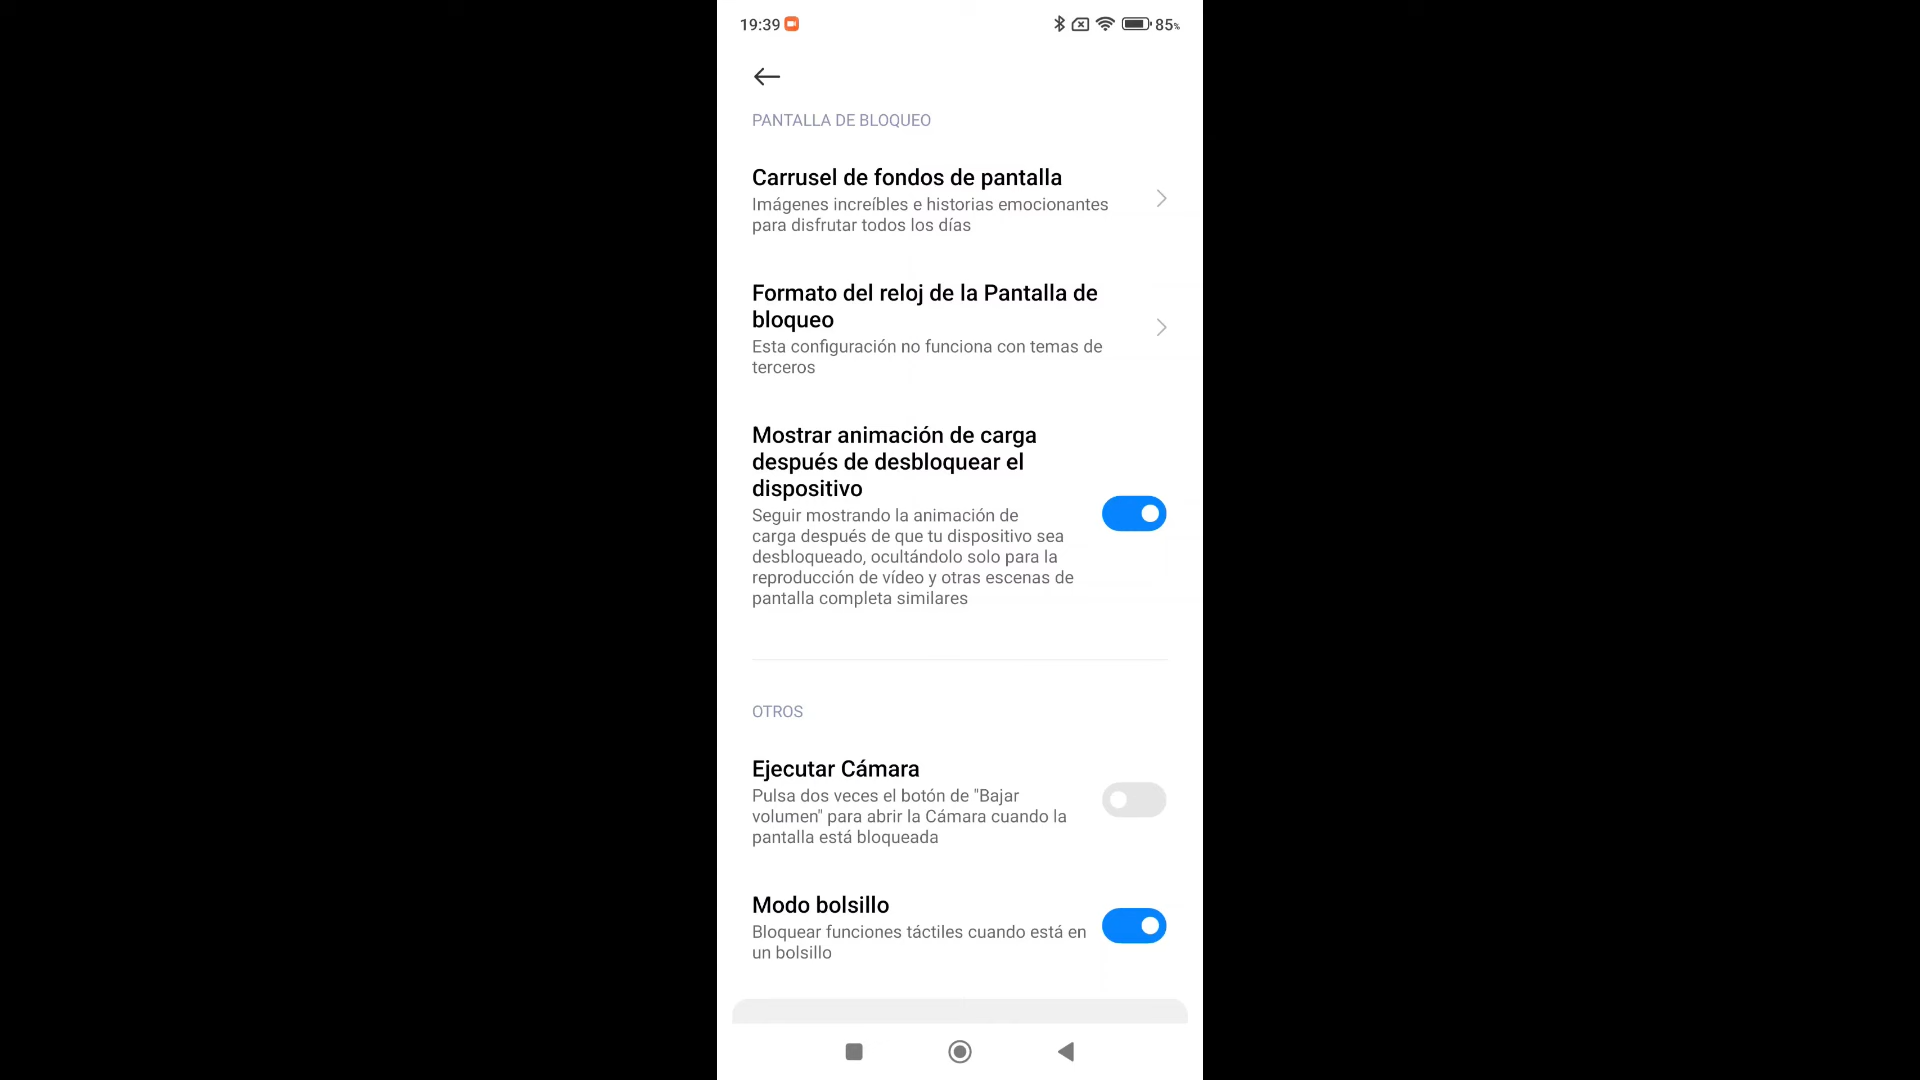 19:39 85%
PANTALLA DE BLOQUEO
Carrusel de fondos de pantalla
Imágenes increíbles e historias emocionantes
para disfrutar todos los días
Formato del reloj de la Pantalla de
bloqueo
Esta configuración no funciona con temas de
terceros
Mostrar animación de carga
después de desbloquear el
dispositivo
Seguir mostrando la animación de
carga después de que tu dispositivo sea
desbloqueado, ocultándolo solo para la
reproducción de vídeo y otras escenas de
pantalla completa similares
OTROS
Ejecutar Cámara
Pulsa dos veces el botón de "Bajar
volumen" para abrir la Cámara cuando la
pantalla está bloqueada
Modo bolsillo
Bloquear funciones táctiles cuando está en
un bolsillo